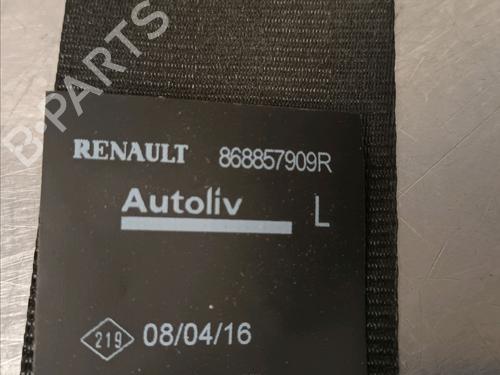 B-PARTS
RENAULT 868857909R
Autoliv L
219 08/04/16